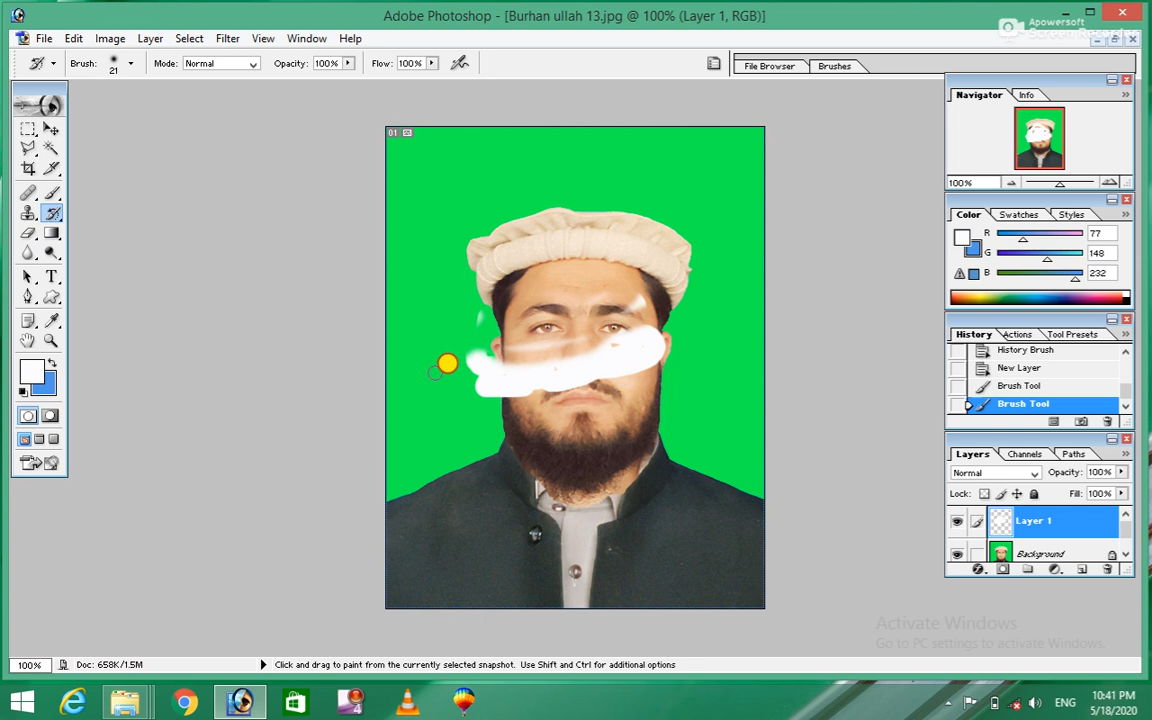 Adobe Photoshop - [Burhan ullah 13.jpg @ 100% (Layer 1, RGB)]
Apowersoft
Screen Recorder
File Edit Image Layer Select Filter View Window Help
Brush: 21 Mode: Normal Opacity: 100% Flow: 100% File Browser Brushes
01
Navigator Info
100%
Color Swatches Styles
R 77
G 148
B 232
History Actions Tool Presets
History Brush
New Layer
Brush Tool
Brush Tool
Layers Channels Paths
Normal Opacity: 100%
Lock: Fill: 100%
Layer 1
Background
Activate Windows
Go to PC settings to activate Windows.
100% Doc: 658K/1.5M Click and drag to paint from the currently selected snapshot. Use Shift and Ctrl for additional options
4
ENG
10:41 PM
5/18/2020